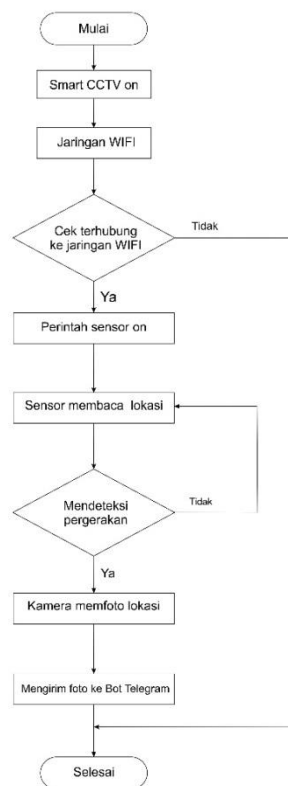 Mulai
Smart CCTV on
Jaringan WIFI
Cek terhubung
ke jaringan WIFI
Tidak
Ya
Perintah sensor on
Sensor membaca lokasi
Mendeteksi
pergerakan
Tidak
Ya
Kamera memfoto lokasi
Mengirim foto ke Bot Telegram
Selesai